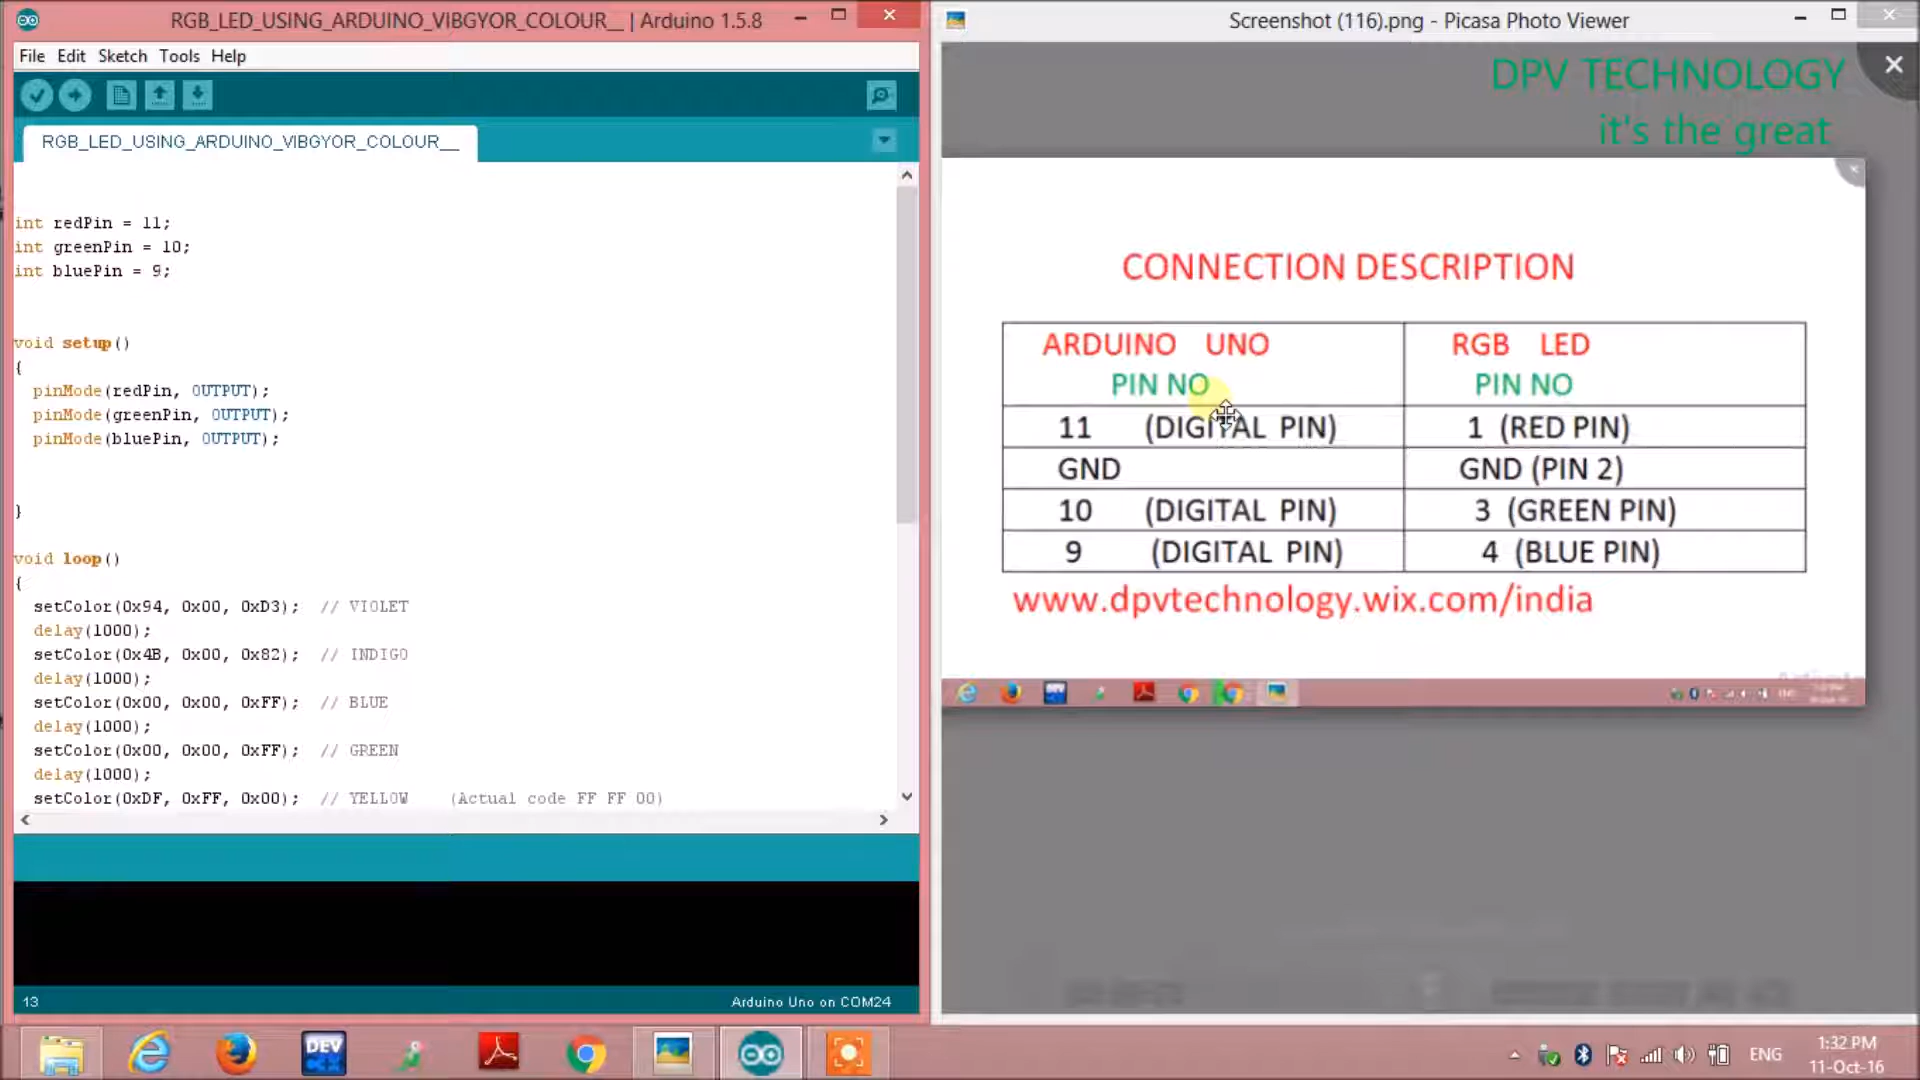 RGB_LED_USING_ARDUINO_VIBGYOR_COLOUR__ | Arduino 1.5.8
File Edit Sketch Tools Help
RGB_LED_USING_ARDUINO_VIBGYOR_COLOUR__
int redPin = 11;
int greenPin = 10;
int bluePin = 9;
void setup()
{
pinMode(redPin, OUTPUT);
pinMode(greenPin, OUTPUT);
pinMode(bluePin, OUTPUT);
}
void loop()
{
setColor(0x94, 0x00, 0xD3); // VIOLET
delay(1000);
setColor(0x4B, 0x00, 0x82); // INDIGO
delay(1000);
setColor(0x00, 0x00, 0xFF); // BLUE
delay(1000);
setColor(0x00, 0x00, 0xFF); // GREEN
delay(1000);
setColor(0xDF, 0xFF, 0x00); // YELLOW (Actual code FF FF 00)
13
Arduino Uno on COM24
Screenshot (116).png - Picasa Photo Viewer
DPV TECHNOLOGY
it's the great
CONNECTION DESCRIPTION
ARDUINO UNO RGB LED
PIN NO PIN NO
11 (DIGITAL PIN) 1 (RED PIN)
GND GND (PIN 2)
10 (DIGITAL PIN) 3 (GREEN PIN)
9 (DIGITAL PIN) 4 (BLUE PIN)
www.dpvtechnology.wix.com/india
DEV
DEV
ENG
1:32 PM
11-Oct-16